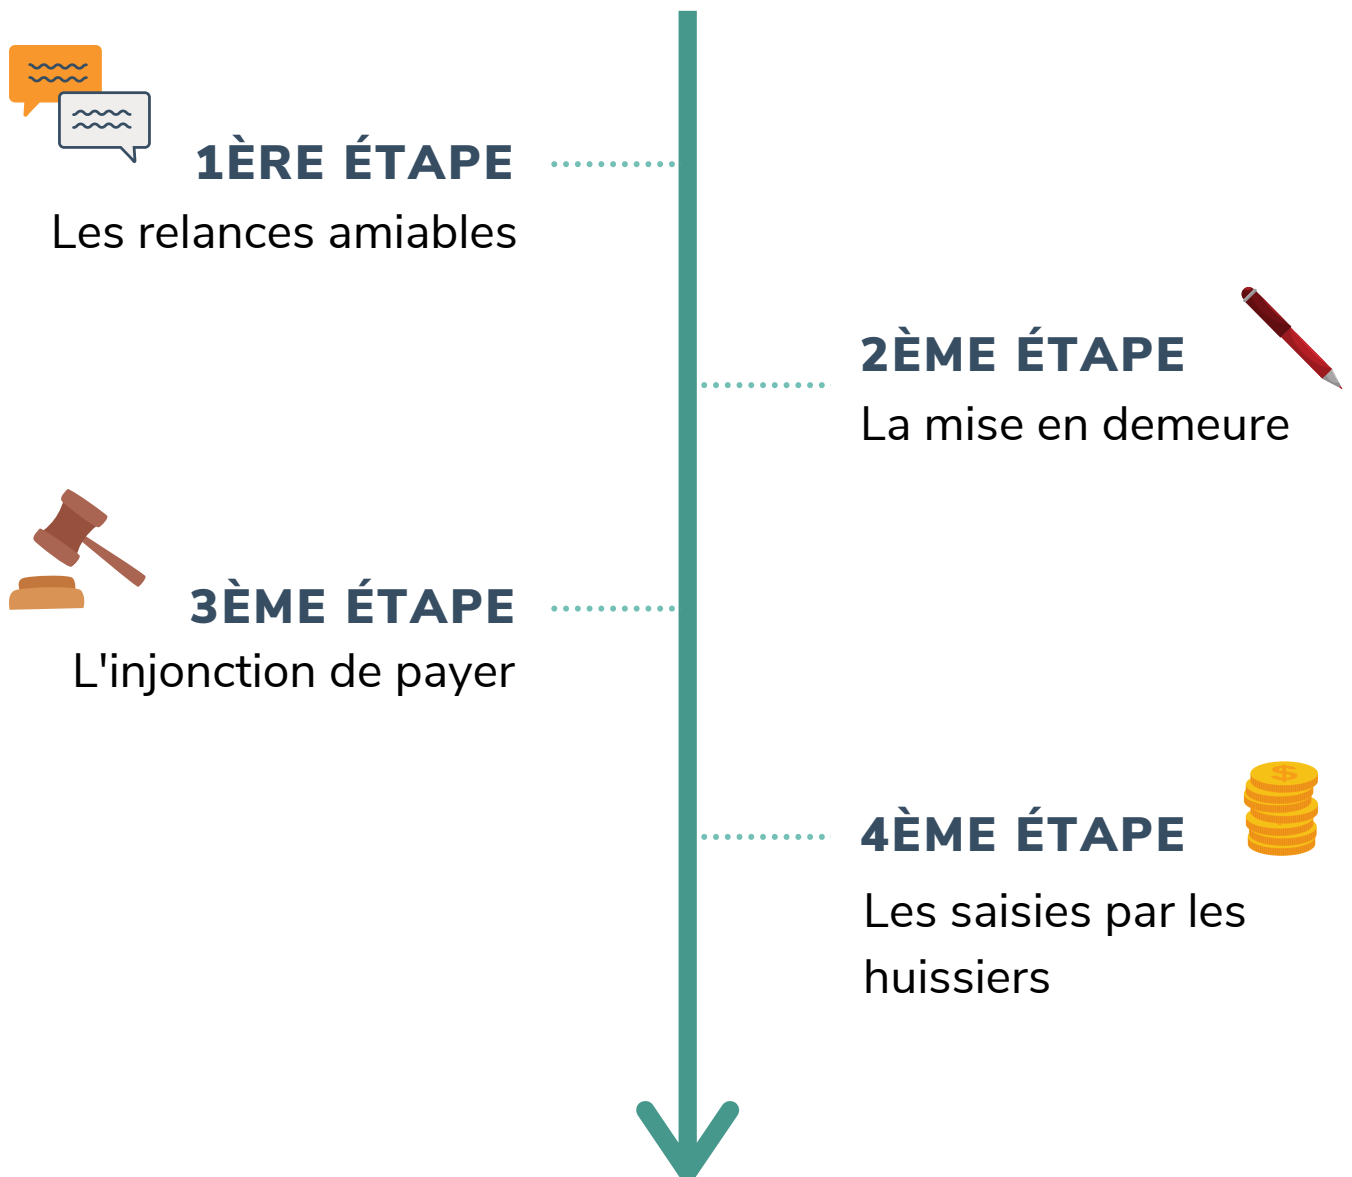 1ÈRE ÉTAPE
Les relances amiables
2ÈME ÉTAPE
La mise en demeure
3ÈME ÉTAPE
L'injonction de payer
4ÈME ÉTAPE
Les saisies par les
huissiers